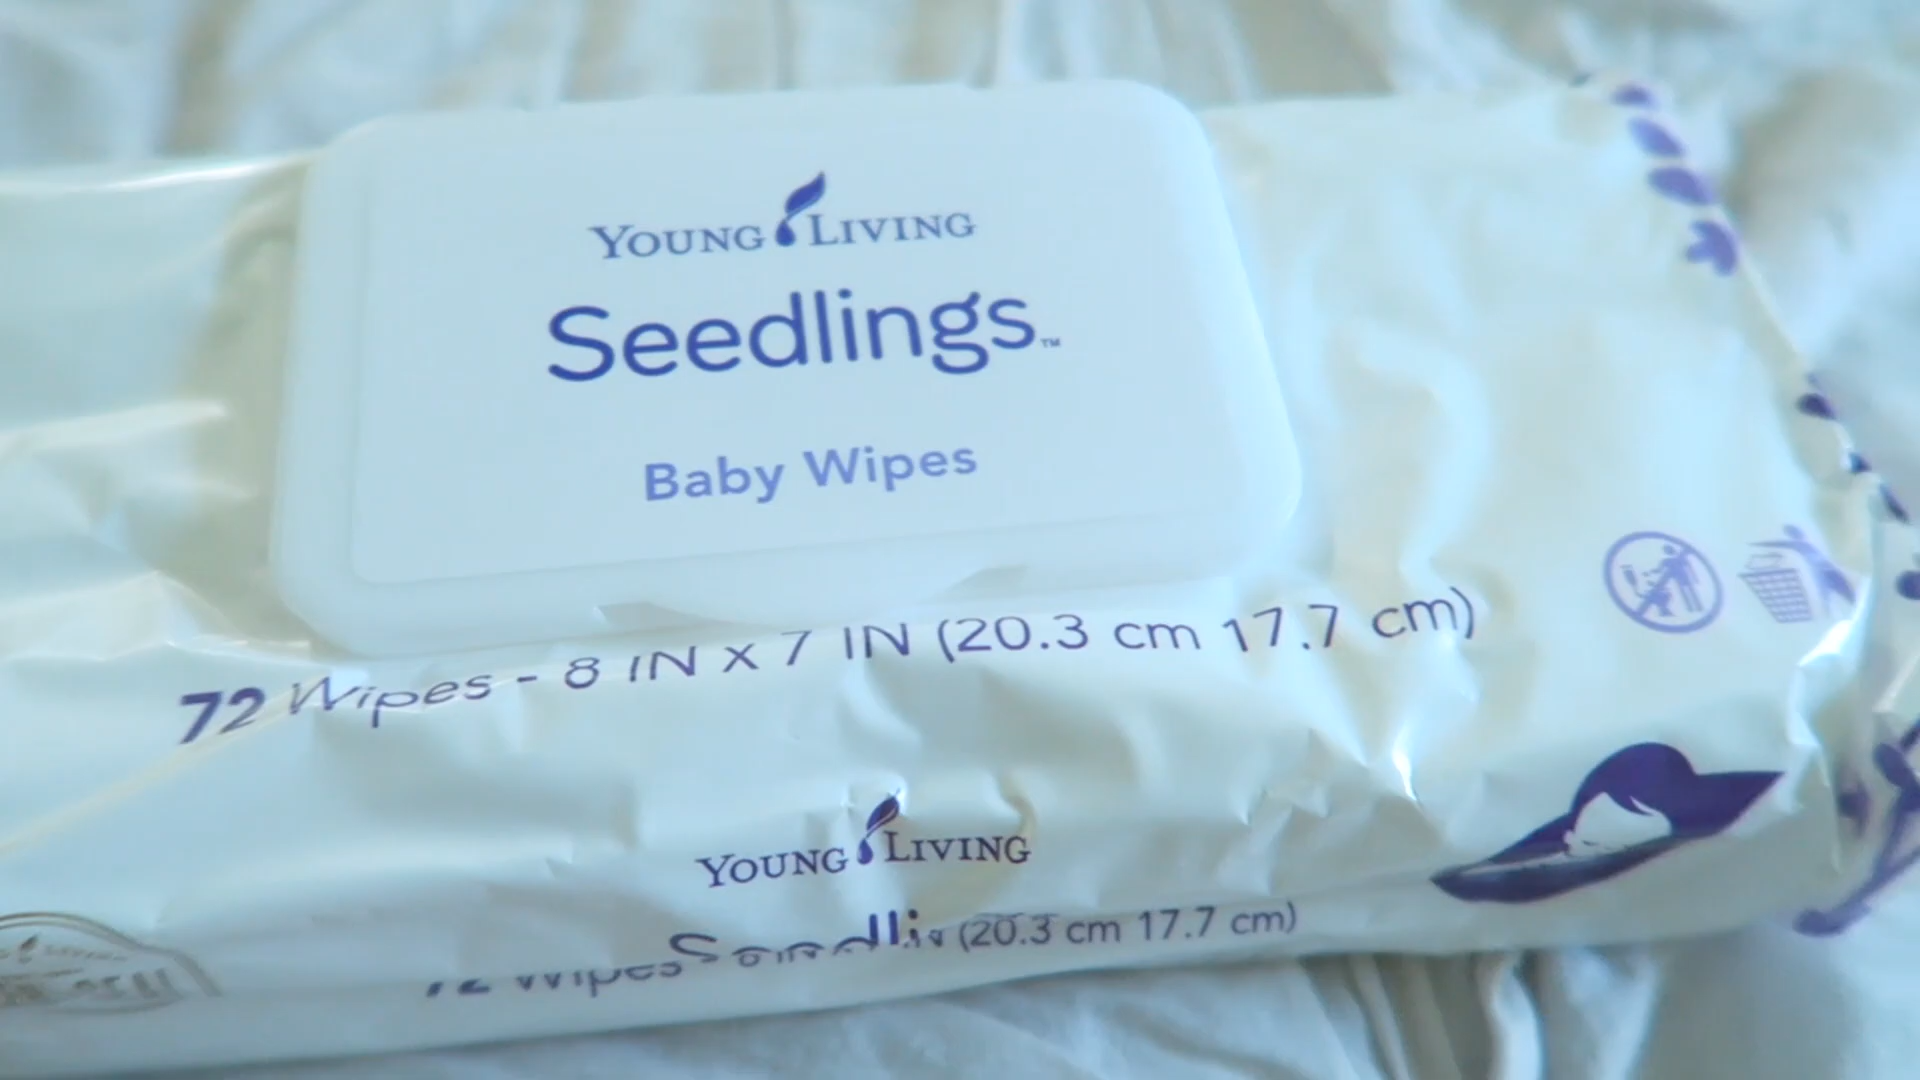 YOUNG LIVING
Seedlings™
Baby Wipes
72 Wipes - 8 IN X 7 IN (20.3 cm 17.7 cm)
YOUNG LIVING
(20.3 cm 17.7 cm)